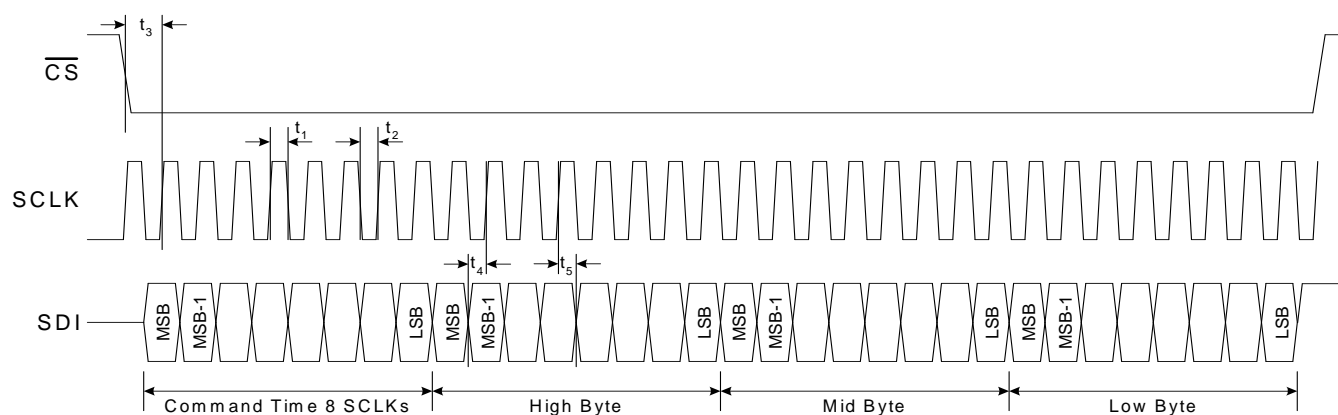 t3
CS
t1
t2
SCLK
t4
t5
SDI
MSB
MSB-1
LSB
MSB
MSB-1
LSB
MSB
MSB-1
LSB
MSB
MSB-1
LSB
Command Time 8 SCLKs
High Byte
Mid Byte
Low Byte